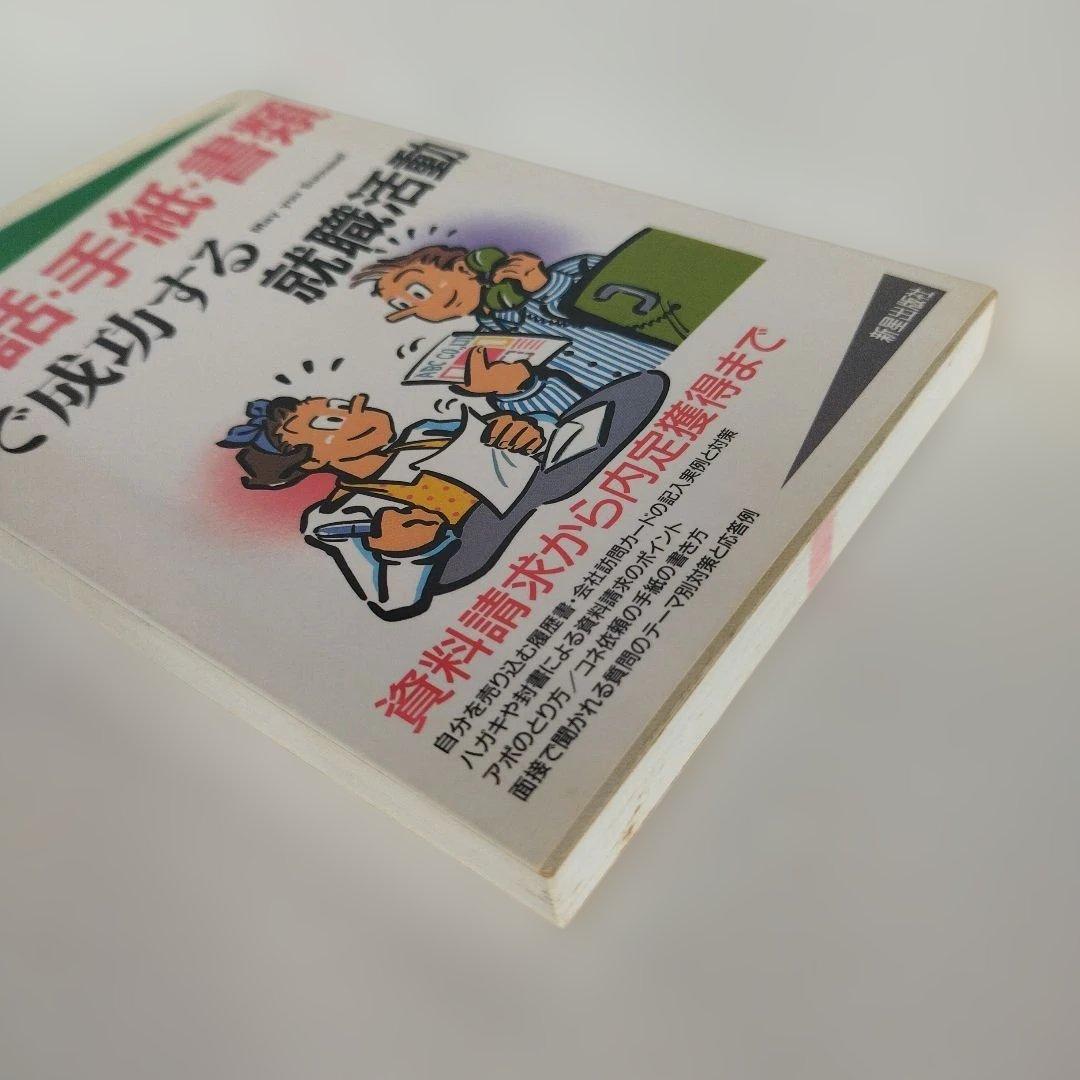 話・手紙・書類
で成功する
May you Succeed
就職活動
ABC CO.,
資料請求から内定獲得まで
自分を売り込む履歴書・会社訪問カードの記入実例と対策
ハガキや封書による資料請求のポイント
アポのとり方／コネ依頼の手紙の書き方
面接で聞かれる質問のテーマ別対策と応答例
新星出版社